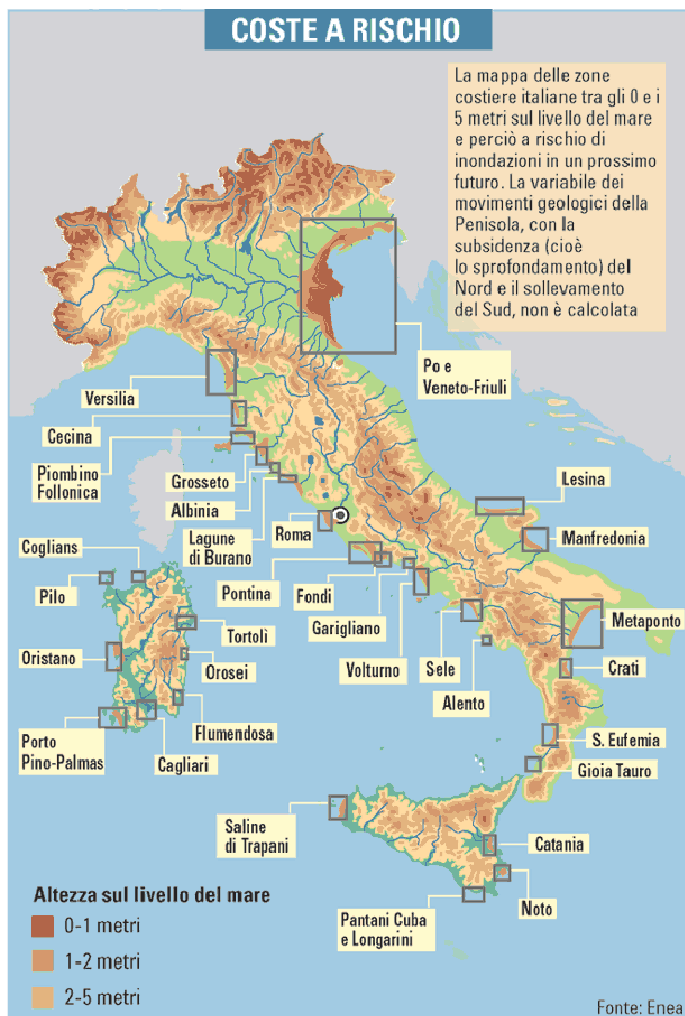 COSTE A RISCHIO
La mappa delle zone
costiere italiane tra gli 0 e i
5 metri sul livello del mare
e perciò a rischio di
inondazioni in un prossimo
futuro. La variabile dei
movimenti geologici della
Penisola, con la
subsidenza (cioè
lo sprofondamento) del
Nord e il sollevamento
del Sud, non è calcolata
Po e
Veneto-Friuli
Versilia
Cecina
Piombino
Follonica
Grosseto
Albinia
Lagune
di Burano
Roma
Pontina
Fondi
Garigliano
Volturno
Sele
Alento
Lesina
Manfredonia
Metaponto
Crati
S. Eufemia
Gioia Tauro
Coglians
Pilo
Oristano
Porto
Pino-Palmas
Cagliari
Flumendosa
Orosei
Tortolì
Saline
di Trapani
Catania
Noto
Pantani Cuba
e Longarini
Altezza sul livello del mare
0-1 metri
1-2 metri
2-5 metri
Fonte: Enea